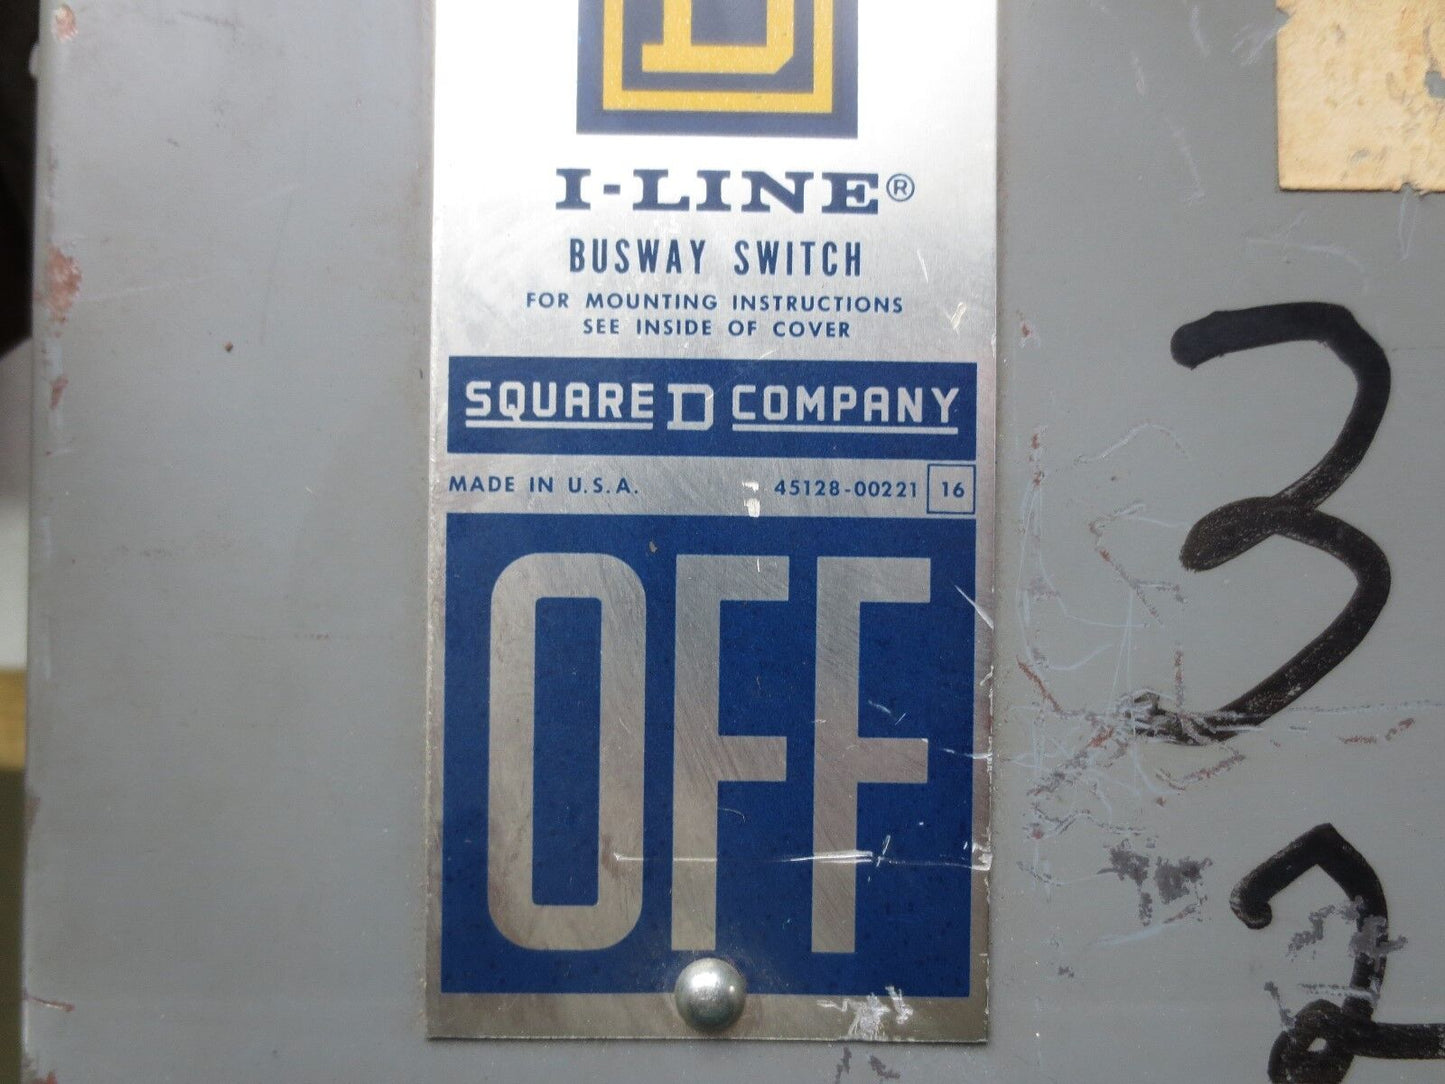 D
I-LINE®
BUSWAY SWITCH
FOR MOUNTING INSTRUCTIONS
SEE INSIDE OF COVER
SQUARE D COMPANY
MADE IN U.S.A. 45128-00221 16
OFF
3
2